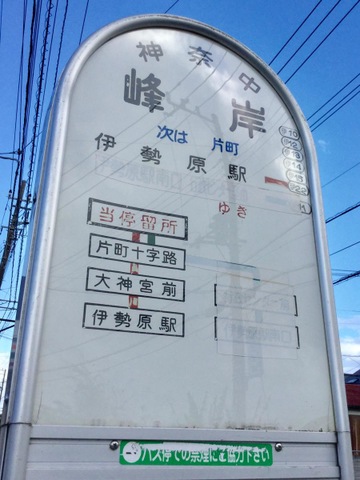 神奈中
峰岸
次は 片町
伊勢原駅
ゆき
当停留所
片町十字路
大神宮前
伊勢原駅
バス停での禁煙にご協力下さい